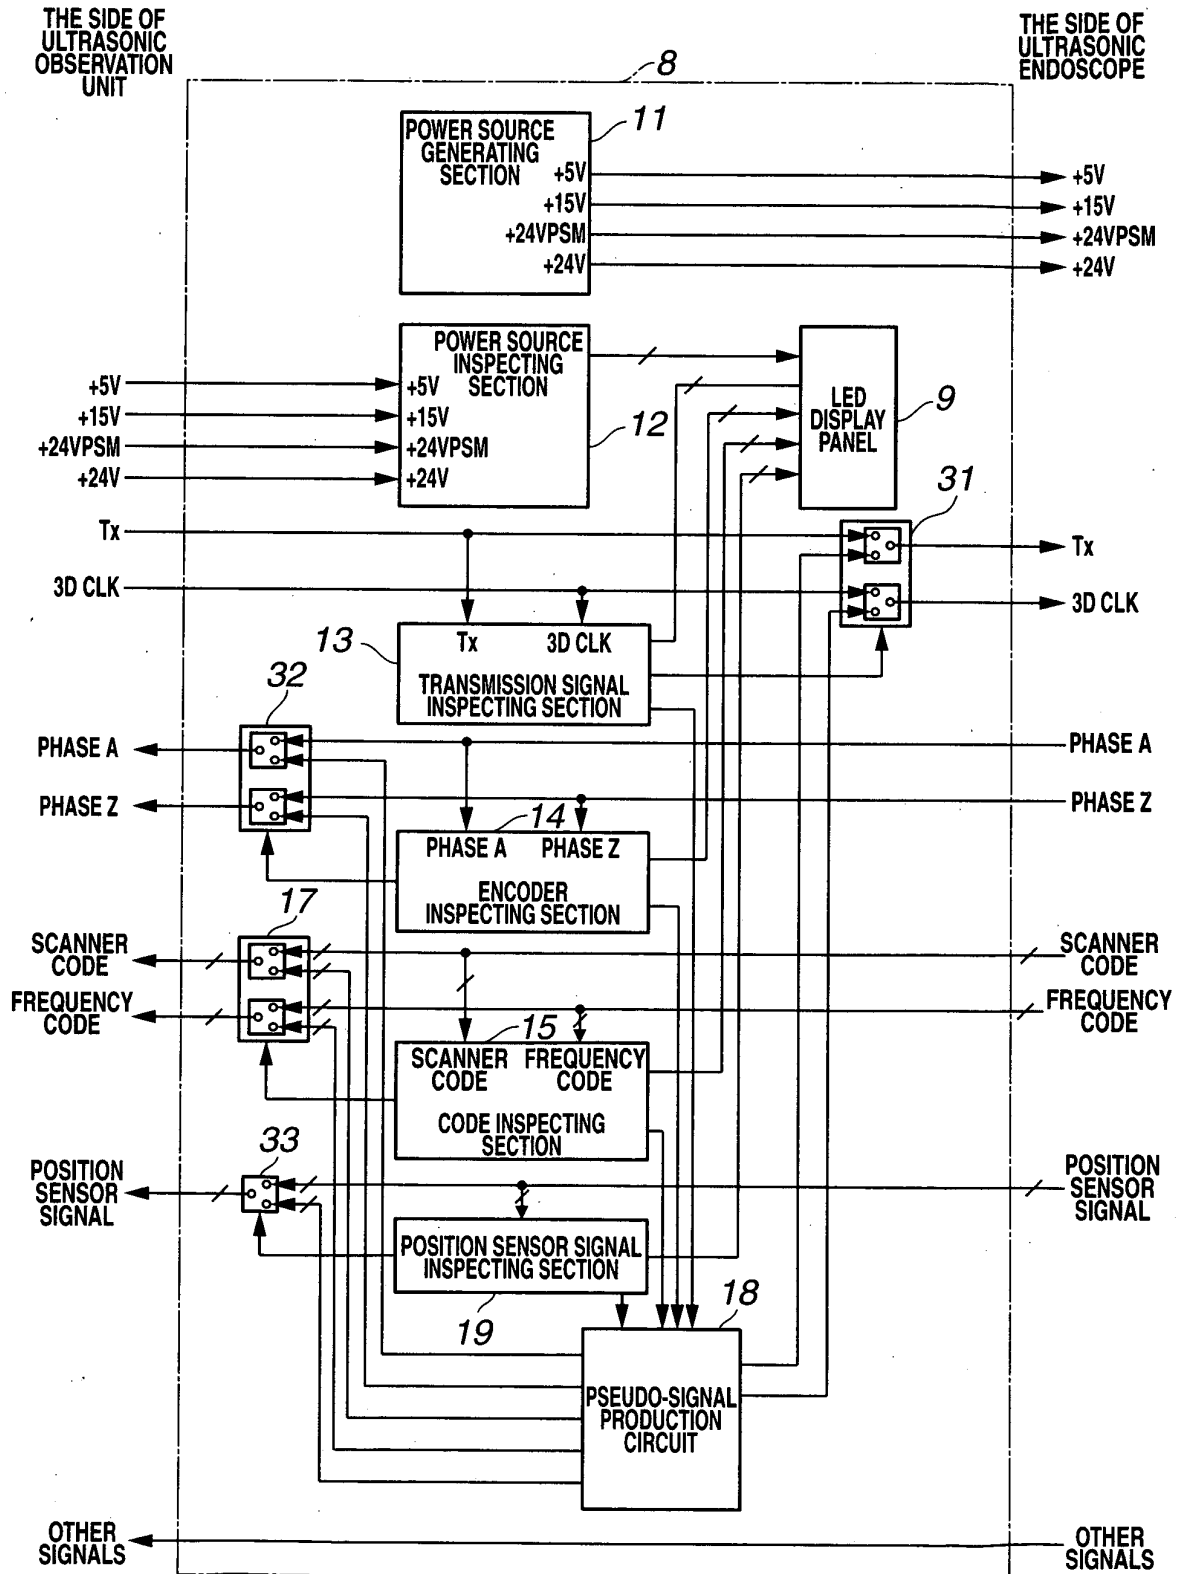 THE SIDE OF
ULTRASONIC
OBSERVATION
UNIT
THE SIDE OF
ULTRASONIC
ENDOSCOPE
8
11
POWER SOURCE
GENERATING
SECTION
+5V
+15V
+24VPSM
+24V
+5V
+15V
+24VPSM
+24V
POWER SOURCE
INSPECTING
SECTION
+5V
+15V
+24VPSM
+24V
+5V
+15V
+24VPSM
+24V
12
LED
DISPLAY
PANEL
9
31
Tx
Tx
3D CLK
3D CLK
13
Tx
3D CLK
TRANSMISSION SIGNAL
INSPECTING SECTION
32
PHASE A
PHASE A
PHASE Z
PHASE Z
14
PHASE A
PHASE Z
ENCODER
INSPECTING SECTION
17
SCANNER
CODE
SCANNER
CODE
FREQUENCY
CODE
FREQUENCY
CODE
15
SCANNER
CODE
FREQUENCY
CODE
CODE INSPECTING
SECTION
33
POSITION
SENSOR
SIGNAL
POSITION
SENSOR
SIGNAL
POSITION SENSOR SIGNAL
INSPECTING SECTION
19
18
PSEUDO-SIGNAL
PRODUCTION
CIRCUIT
OTHER
SIGNALS
OTHER
SIGNALS